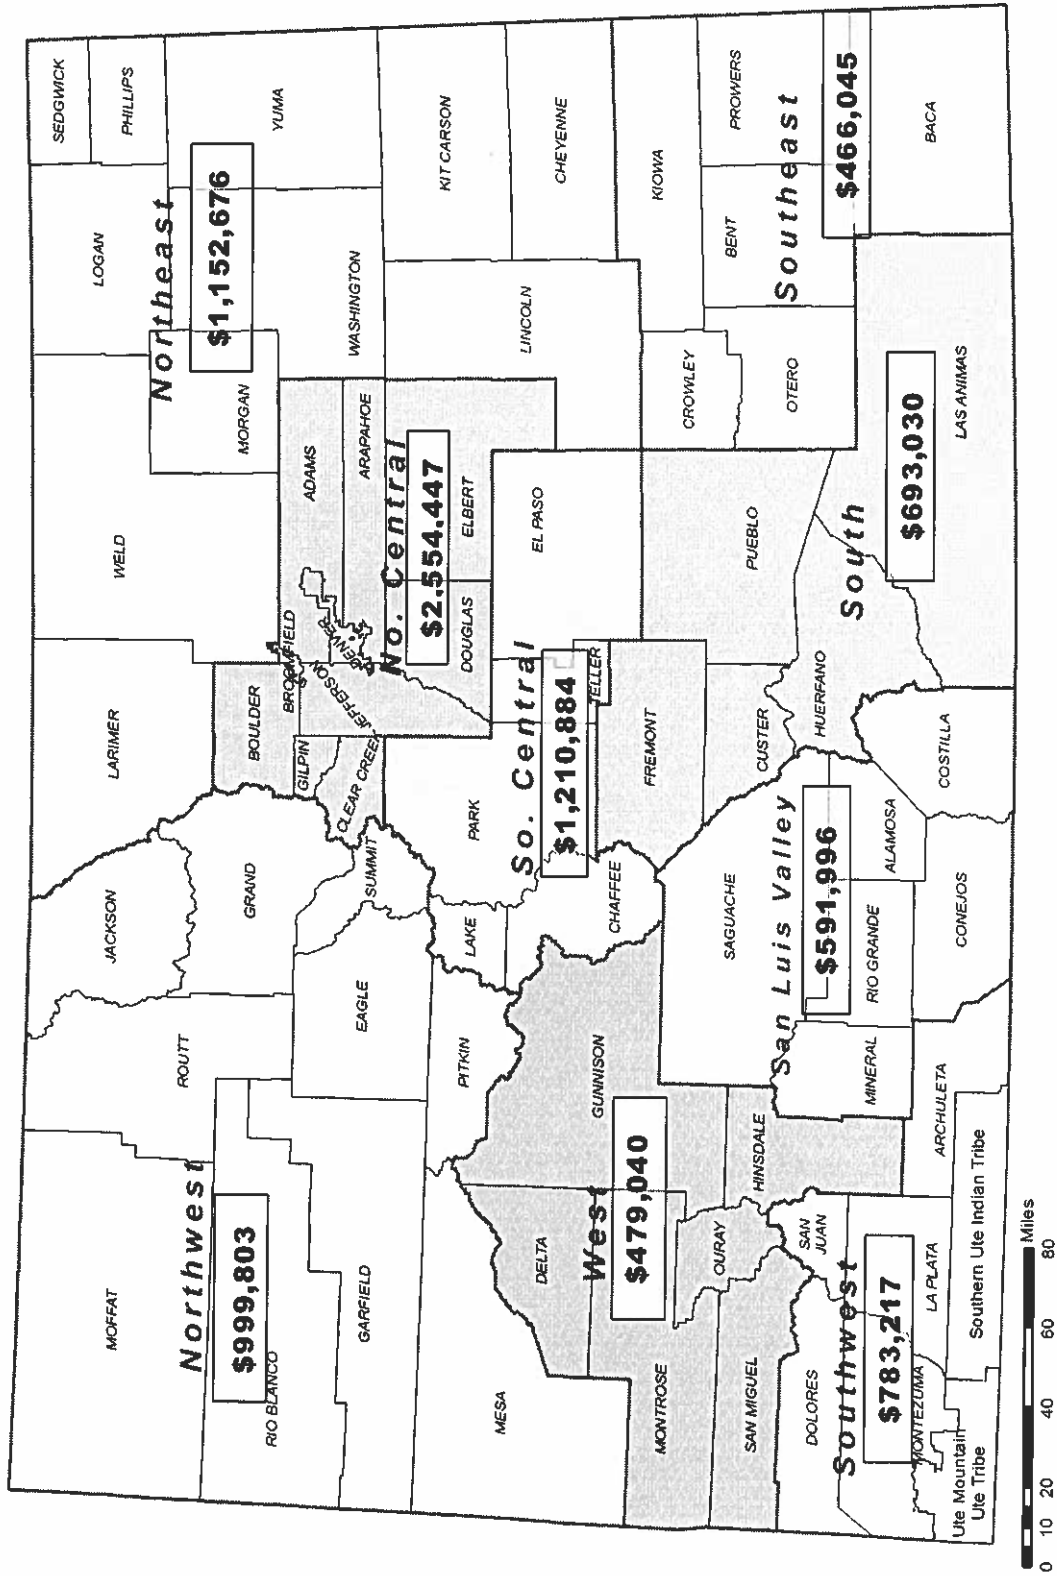 MOFFAT
ROUTT
JACKSON
LARIMER
WELD
LOGAN
SEDGWICK
PHILLIPS
Northwest
$999,803
RIO BLANCO
GRAND
BOULDER
BROOMFIELD
MORGAN
Northeast
$1,152,676
YUMA
WASHINGTON
GARFIELD
EAGLE
SUMMIT
GILPIN
CLEAR CREEK
JEFFERSON
DENVER
ADAMS
ARAPAHOE
No. Central
$2,554,447
MESA
PITKIN
LAKE
PARK
DOUGLAS
ELBERT
LINCOLN
KIT CARSON
DELTA
West
$479,040
GUNNISON
CHAFFEE
So. Central
$1,210,884
TELLER
EL PASO
CHEYENNE
MONTROSE
OURAY
SAGUACHE
FREMONT
CROWLEY
KIOWA
SAN MIGUEL
HINSDALE
CUSTER
PUEBLO
OTERO
BENT
PROWERS
DOLORES
SAN JUAN
San Luis Valley
$591,996
HUERFANO
Southeast
$466,045
Southwest
$783,217
MINERAL
RIO GRANDE
ALAMOSA
South
$693,030
MONTEZUMA
LA PLATA
ARCHULETA
CONEJOS
COSTILLA
LAS ANIMAS
BACA
Ute Mountain
Ute Tribe
Southern Ute Indian Tribe
0 10 20 40 60 80
Miles